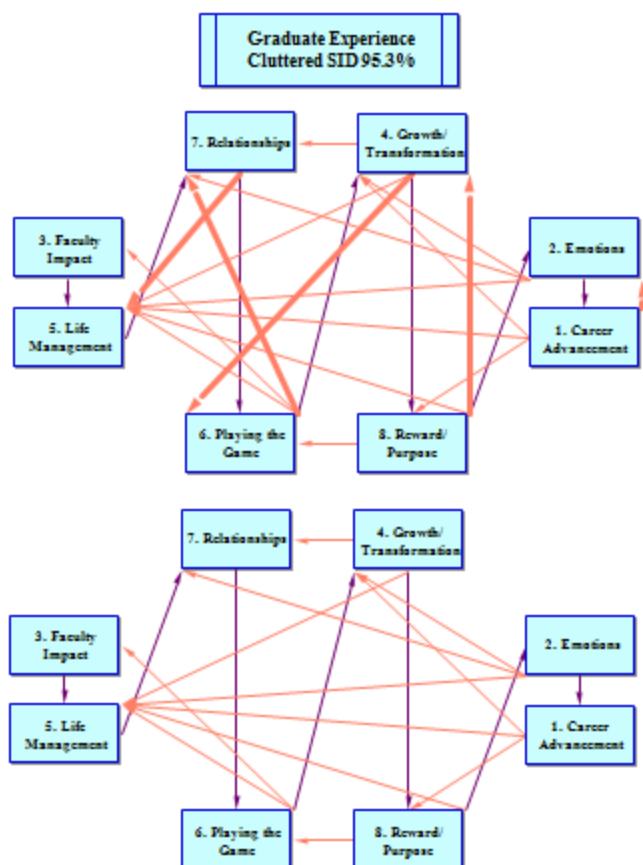 Graduate Experience
Cluttered SID 95.3%
7. Relationships
4. Growth/
Transformation
3. Faculty
Impact
2. Emotions
5. Life
Management
1. Career
Advancement
6. Playing the
Game
8. Reward/
Purpose
7. Relationships
4. Growth/
Transformation
3. Faculty
Impact
2. Emotions
5. Life
Management
1. Career
Advancement
6. Playing the
Game
8. Reward/
Purpose